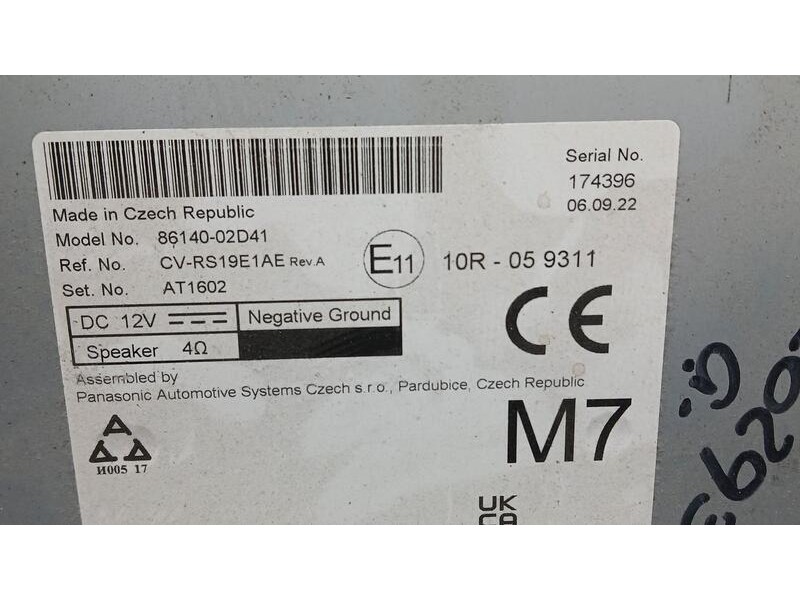 Serial No.
174396
06.09.22
Made in Czech Republic
Model No. 86140-02D41
Ref. No. CV-RS19E1AE Rev.A
Set. No. AT1602
E11 10R - 05 9311
DC 12V Negative Ground
Speaker 4Ω
CE
Assembled by
Panasonic Automotive Systems Czech s.r.o., Pardubice, Czech Republic
M7
И005 17
UK
CA